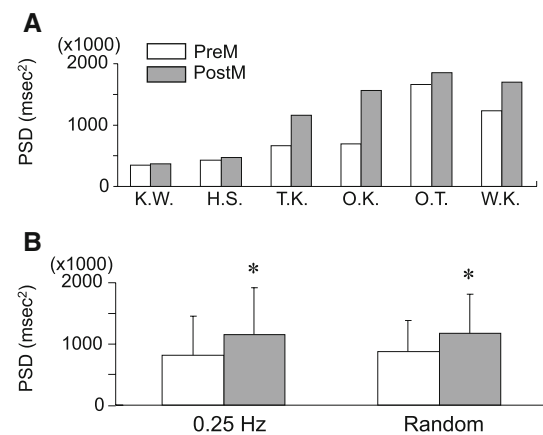 A
(x1000)
2000
1000
0
PSD (msec²)
PreM
PostM
K.W. H.S. T.K. O.K. O.T. W.K.
B
(x1000)
2000
1000
0
PSD (msec²)
* *
0.25 Hz Random